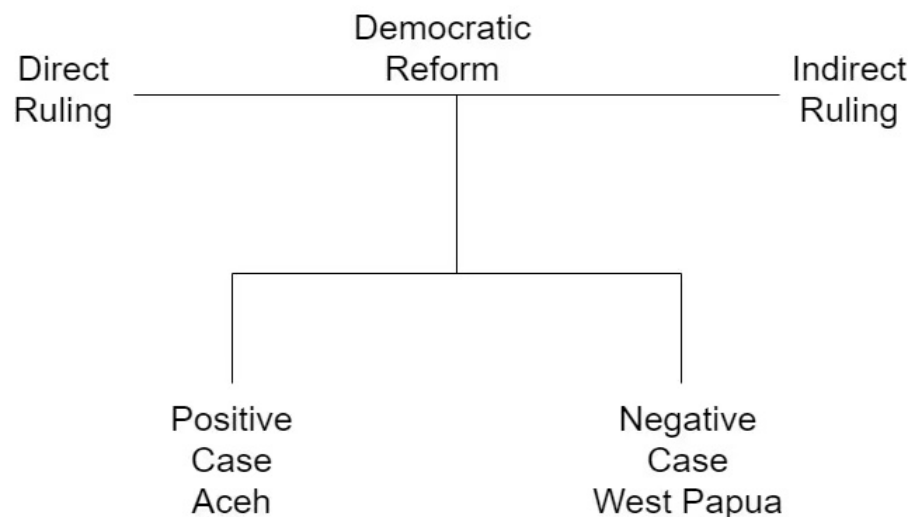 Democratic
Reform
Direct
Ruling
Indirect
Ruling
Positive
Case
Aceh
Negative
Case
West Papua